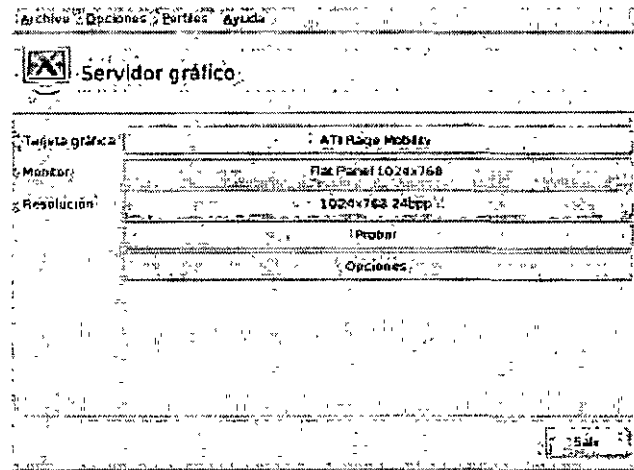 Archivo Opciones Perfiles Ayuda
Servidor gráfico
Tarjeta gráfica ATI Rage Mobility
Monitor: Flat Panel 1024x768
Resolución 1024x768 24bpp
Probar
Opciones
Salir